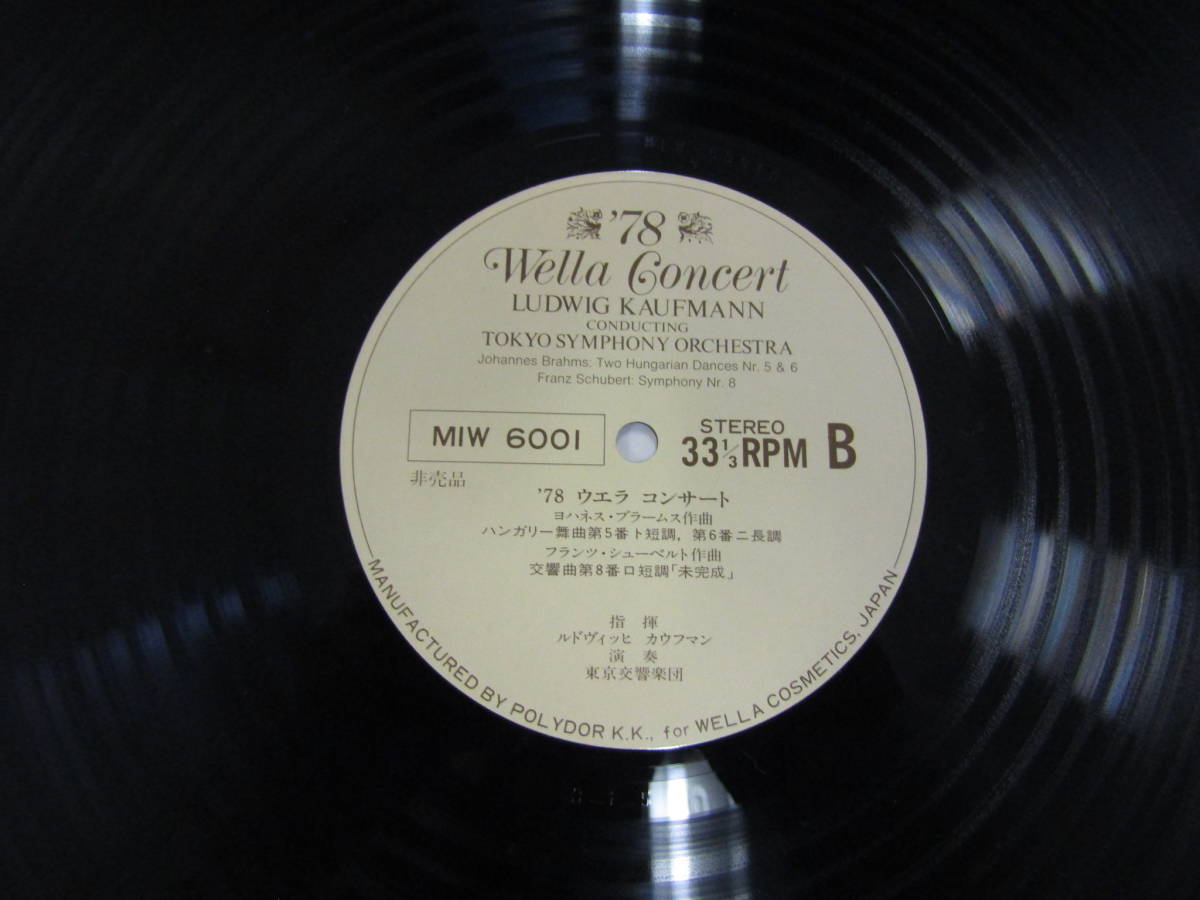 '78
Wella Concert
LUDWIG KAUFMANN
CONDUCTING
TOKYO SYMPHONY ORCHESTRA
Johannes Brahms; Two Hungarian Dances Nr. 5 & 6
Franz Schubert: Symphony Nr. 8
MIW 6001
STEREO
33 1/3 RPM B
非売品
'78 ウエラ コンサート
ヨハネス・ブラームス作曲
ハンガリー舞曲第5番ト短調，第6番ニ長調
フランツ・シューベルト作曲
交響曲第8番ロ短調「未完成」
指 揮
ルドヴィッヒ カウフマン
演 奏
東京交響楽団
MANUFACTURED BY POLYDOR K.K., for WELLA COSMETICS, JAPAN